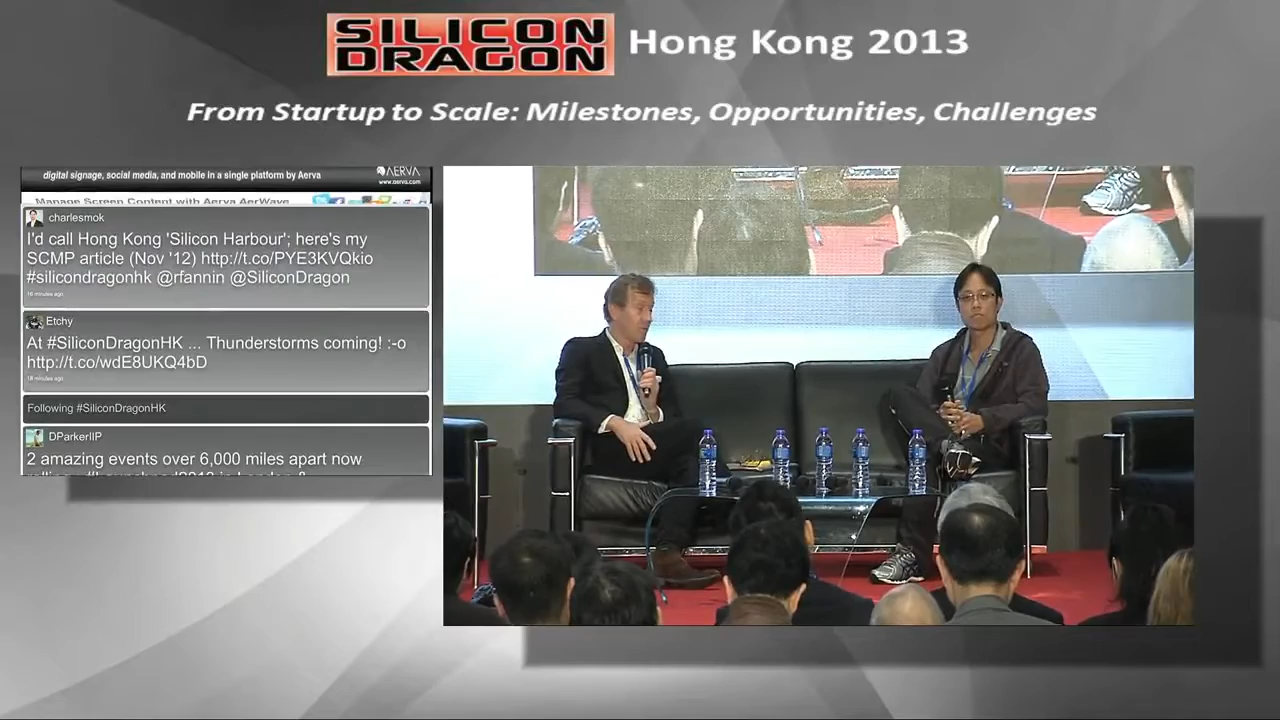 SILICON
DRAGON
Hong Kong 2013
From Startup to Scale: Milestones, Opportunities, Challenges
digital signage, social media, and mobile in a single platform by Aerva
AERVA
www.aerva.com
Manage Screen Content with Aerva AerWave
charlesmok
I'd call Hong Kong 'Silicon Harbour'; here's my
SCMP article (Nov '12) http://t.co/PYE3KVQkio
#silicondragonhk @rfannin @SiliconDragon
16 minutes ago
Etchy
At #SiliconDragonHK ... Thunderstorms coming! :-o
http://t.co/wdE8UKQ4bD
18 minutes ago
Following #SiliconDragonHK
DParkerIIP
2 amazing events over 6,000 miles apart now